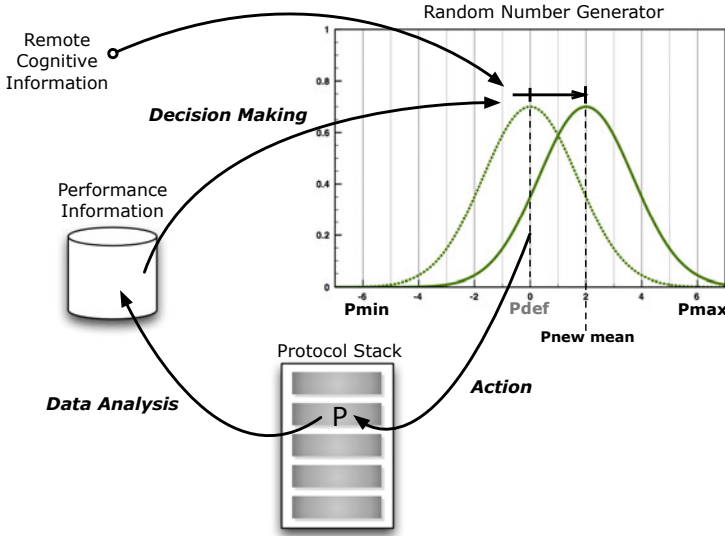 Random Number Generator
Remote
Cognitive
Information
Decision Making
Performance
Information
1
0.8
0.6
0.4
0.2
0
-6
-4
-2
0
2
4
6
Pmin
Pdef
Pmax
Pnew mean
Protocol Stack
Data Analysis
P
Action